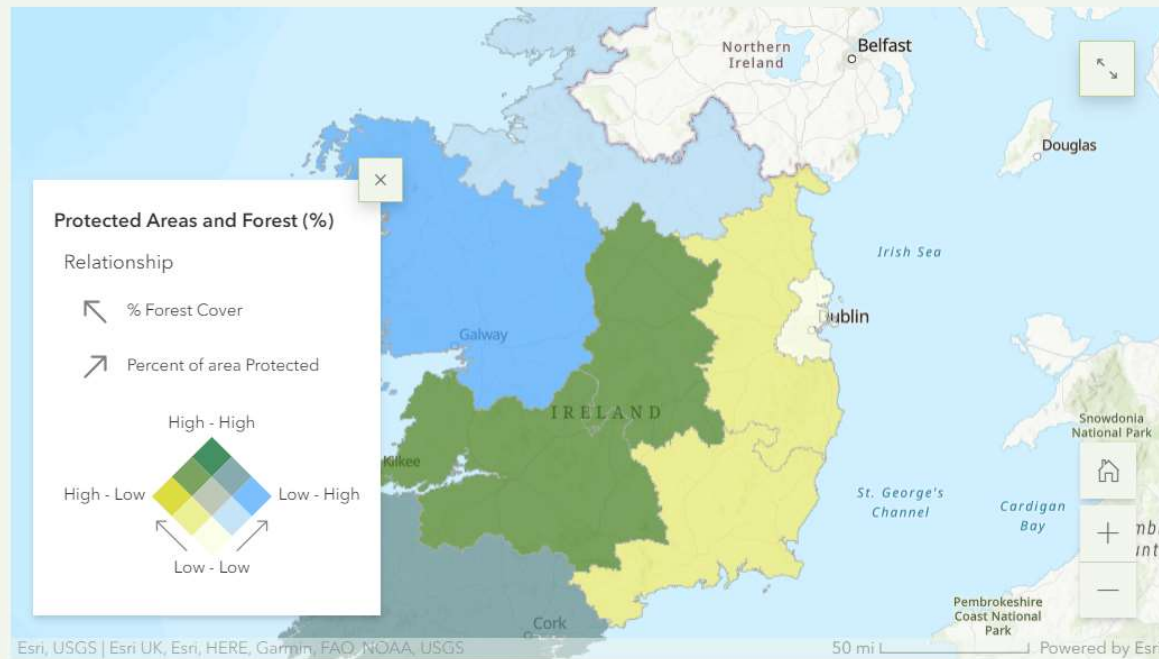 Northern
Ireland
Belfast
Douglas
Protected Areas and Forest (%)
Relationship
% Forest Cover
Percent of area Protected
High - High
High - Low
Low - High
Low - Low
Irish Sea
Galway
Dublin
IRELAND
Kilkee
Snowdonia
National Park
St. George's
Channel
Cardigan
Bay
Pembrokeshire
Coast National
Park
Cork
Esri, USGS | Esri UK, Esri, HERE, Garmin, FAO, NOAA, USGS
50 mi
Powered by Esri